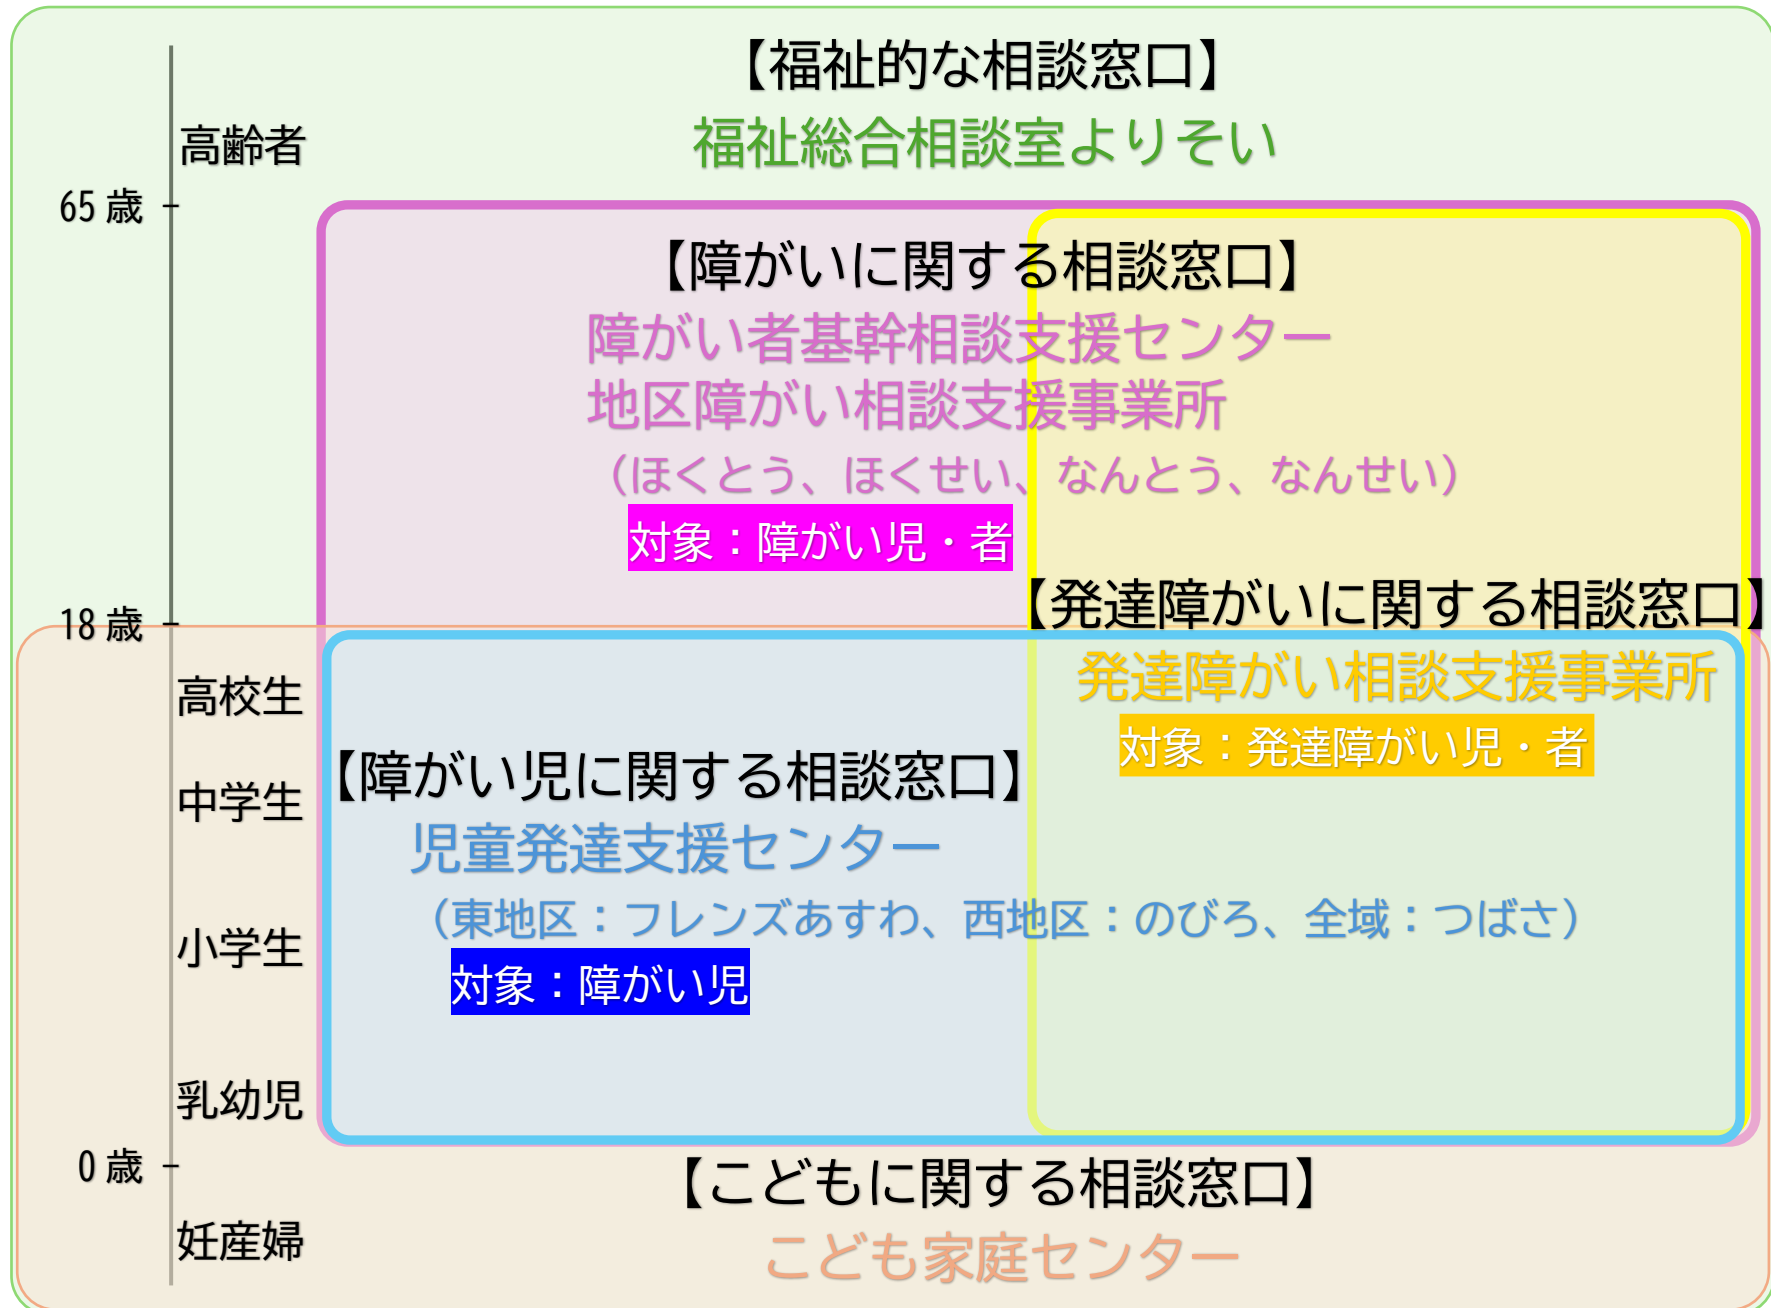 【福祉的な相談窓口】
福祉総合相談室よりそい
高齢者
65 歳
【障がいに関する相談窓口】
障がい者基幹相談支援センター
地区障がい相談支援事業所
（ほくとう、ほくせい、なんとう、なんせい）
対象：障がい児・者
【発達障がいに関する相談窓口】
18 歳
発達障がい相談支援事業所
対象：発達障がい児・者
高校生
【障がい児に関する相談窓口】
中学生
児童発達支援センター
（東地区：フレンズあすわ、西地区：のびろ、全域：つばさ）
小学生
対象：障がい児
乳幼児
0 歳
【こどもに関する相談窓口】
妊産婦
こども家庭センター